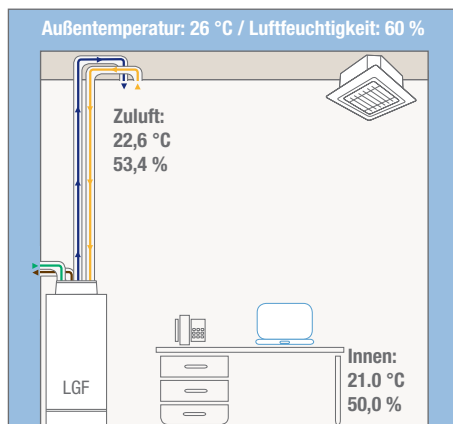 Außentemperatur: 26 °C / Luftfeuchtigkeit: 60 %
Zuluft:
22,6 °C
53,4 %
Innen:
21.0 °C
50,0 %
LGF